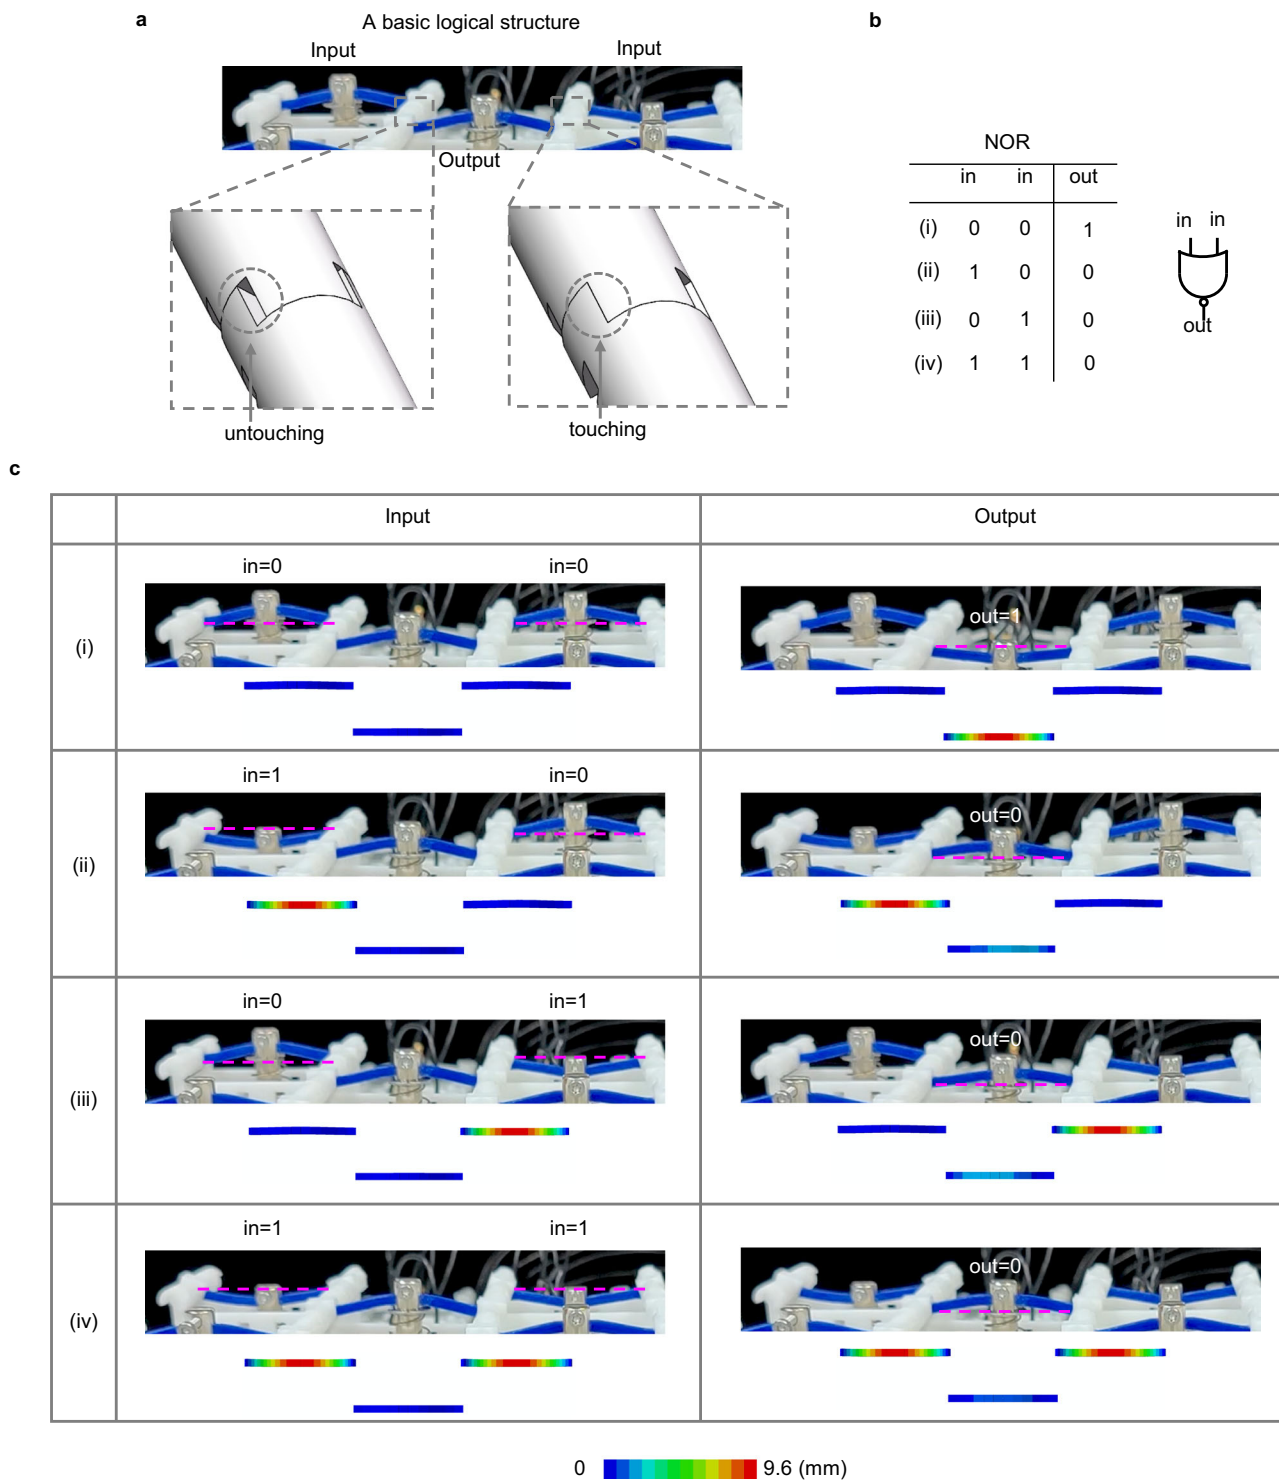 a
A basic logical structure
Input
Input
Output
untouching
touching
b
NOR
in in out
(i) 0 0 1
(ii) 1 0 0
(iii) 0 1 0
(iv) 1 1 0
in in
out
c
Input Output
(i)
in=0 in=0
out=1
(ii)
in=1 in=0
out=0
(iii)
in=0 in=1
out=0
(iv)
in=1 in=1
out=0
0 9.6 (mm)